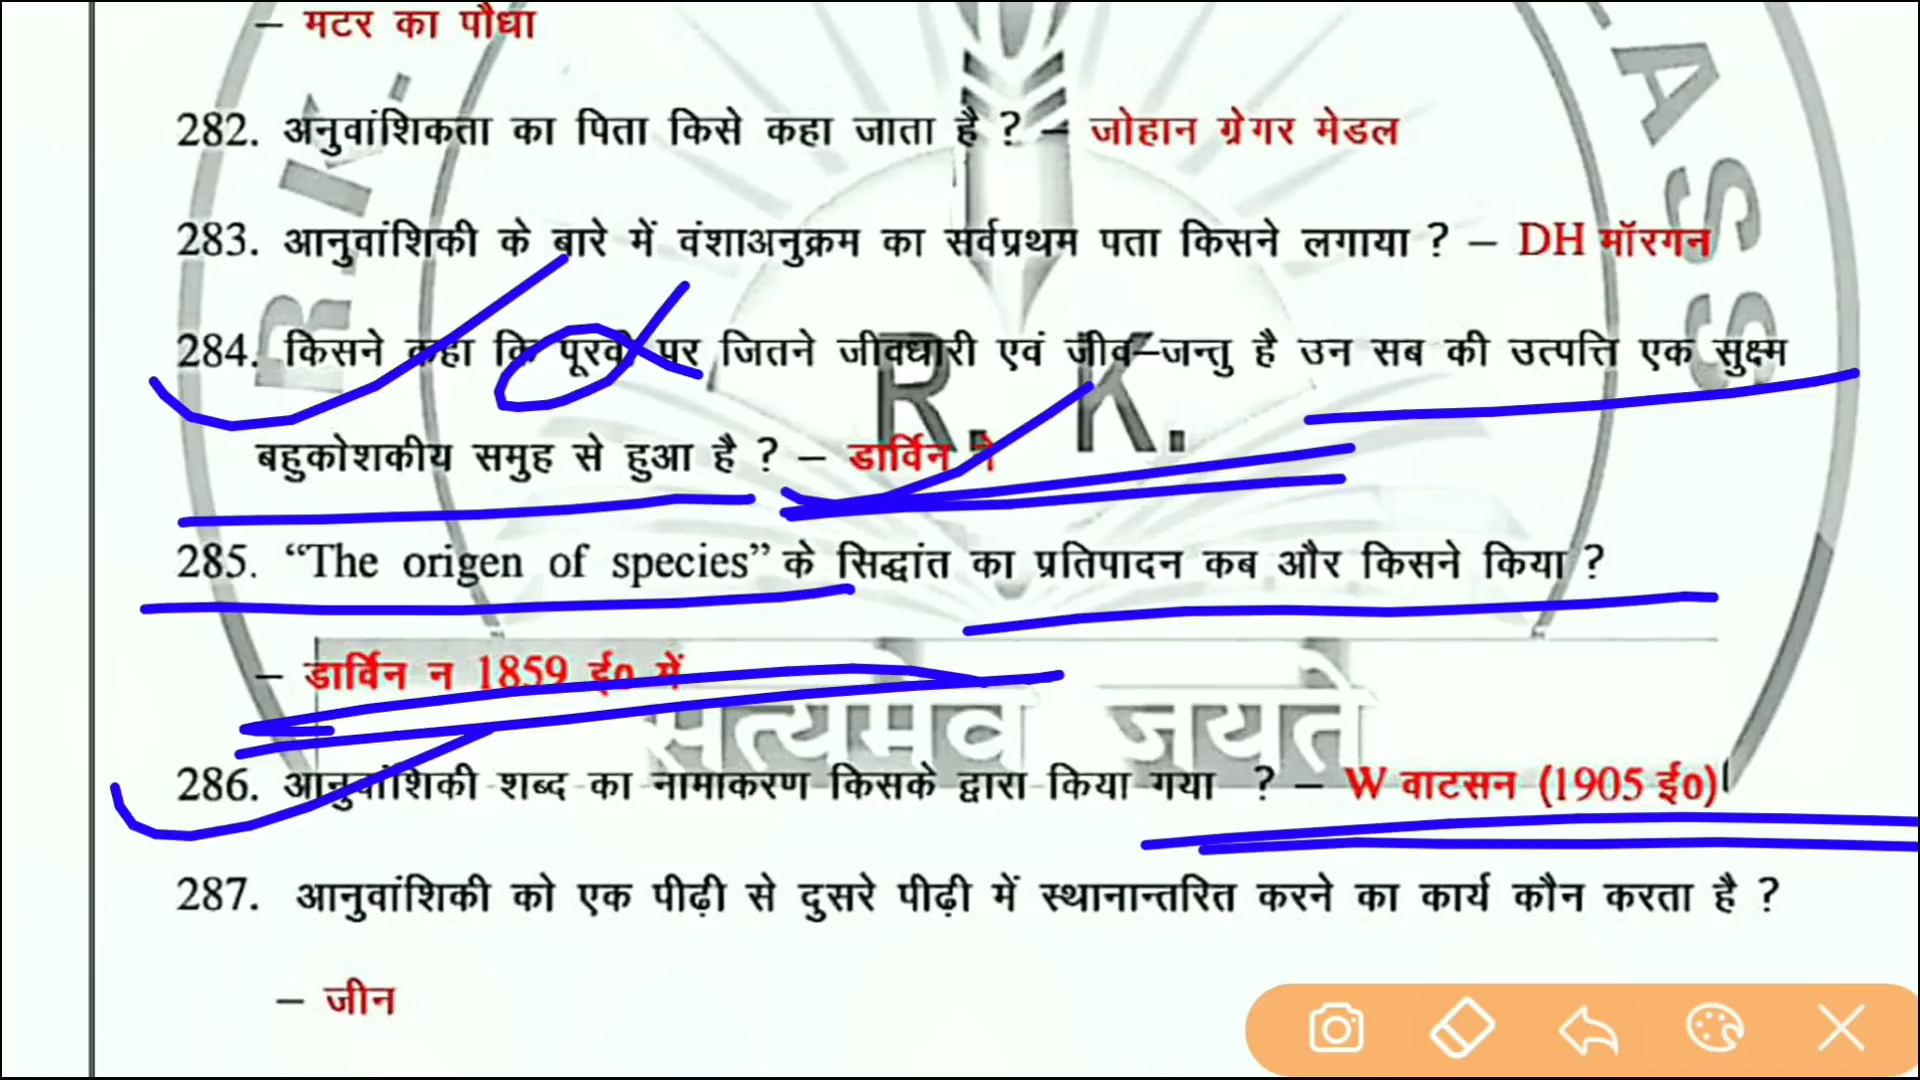 – मटर का पौधा
282. अनुवांशिकता का पिता किसे कहा जाता है ? – जोहान ग्रेगर मेडल
283. आनुवांशिकी के बारे में वंशाअनुक्रम का सर्वप्रथम पता किसने लगाया ? – DH मॉरगन
284. किसने कहा कि पूरवी पर जितने जीवधारी एवं जीव–जन्तु है उन सब की उत्पत्ति एक सुक्ष्म
बहुकोशकीय समुह से हुआ है ? – डार्विन ने
285. “The origen of species” के सिद्धांत का प्रतिपादन कब और किसने किया ?
– डार्विन न 1859 ई0 में
286. आनुवांशिकी शब्द का नामाकरण किसके द्वारा किया गया ? – W वाटसन (1905 ई0)
287. आनुवांशिकी को एक पीढ़ी से दुसरे पीढ़ी में स्थानान्तरित करने का कार्य कौन करता है ?
– जीन
R. K.
सत्यमेव जयते
R.K.
ASS